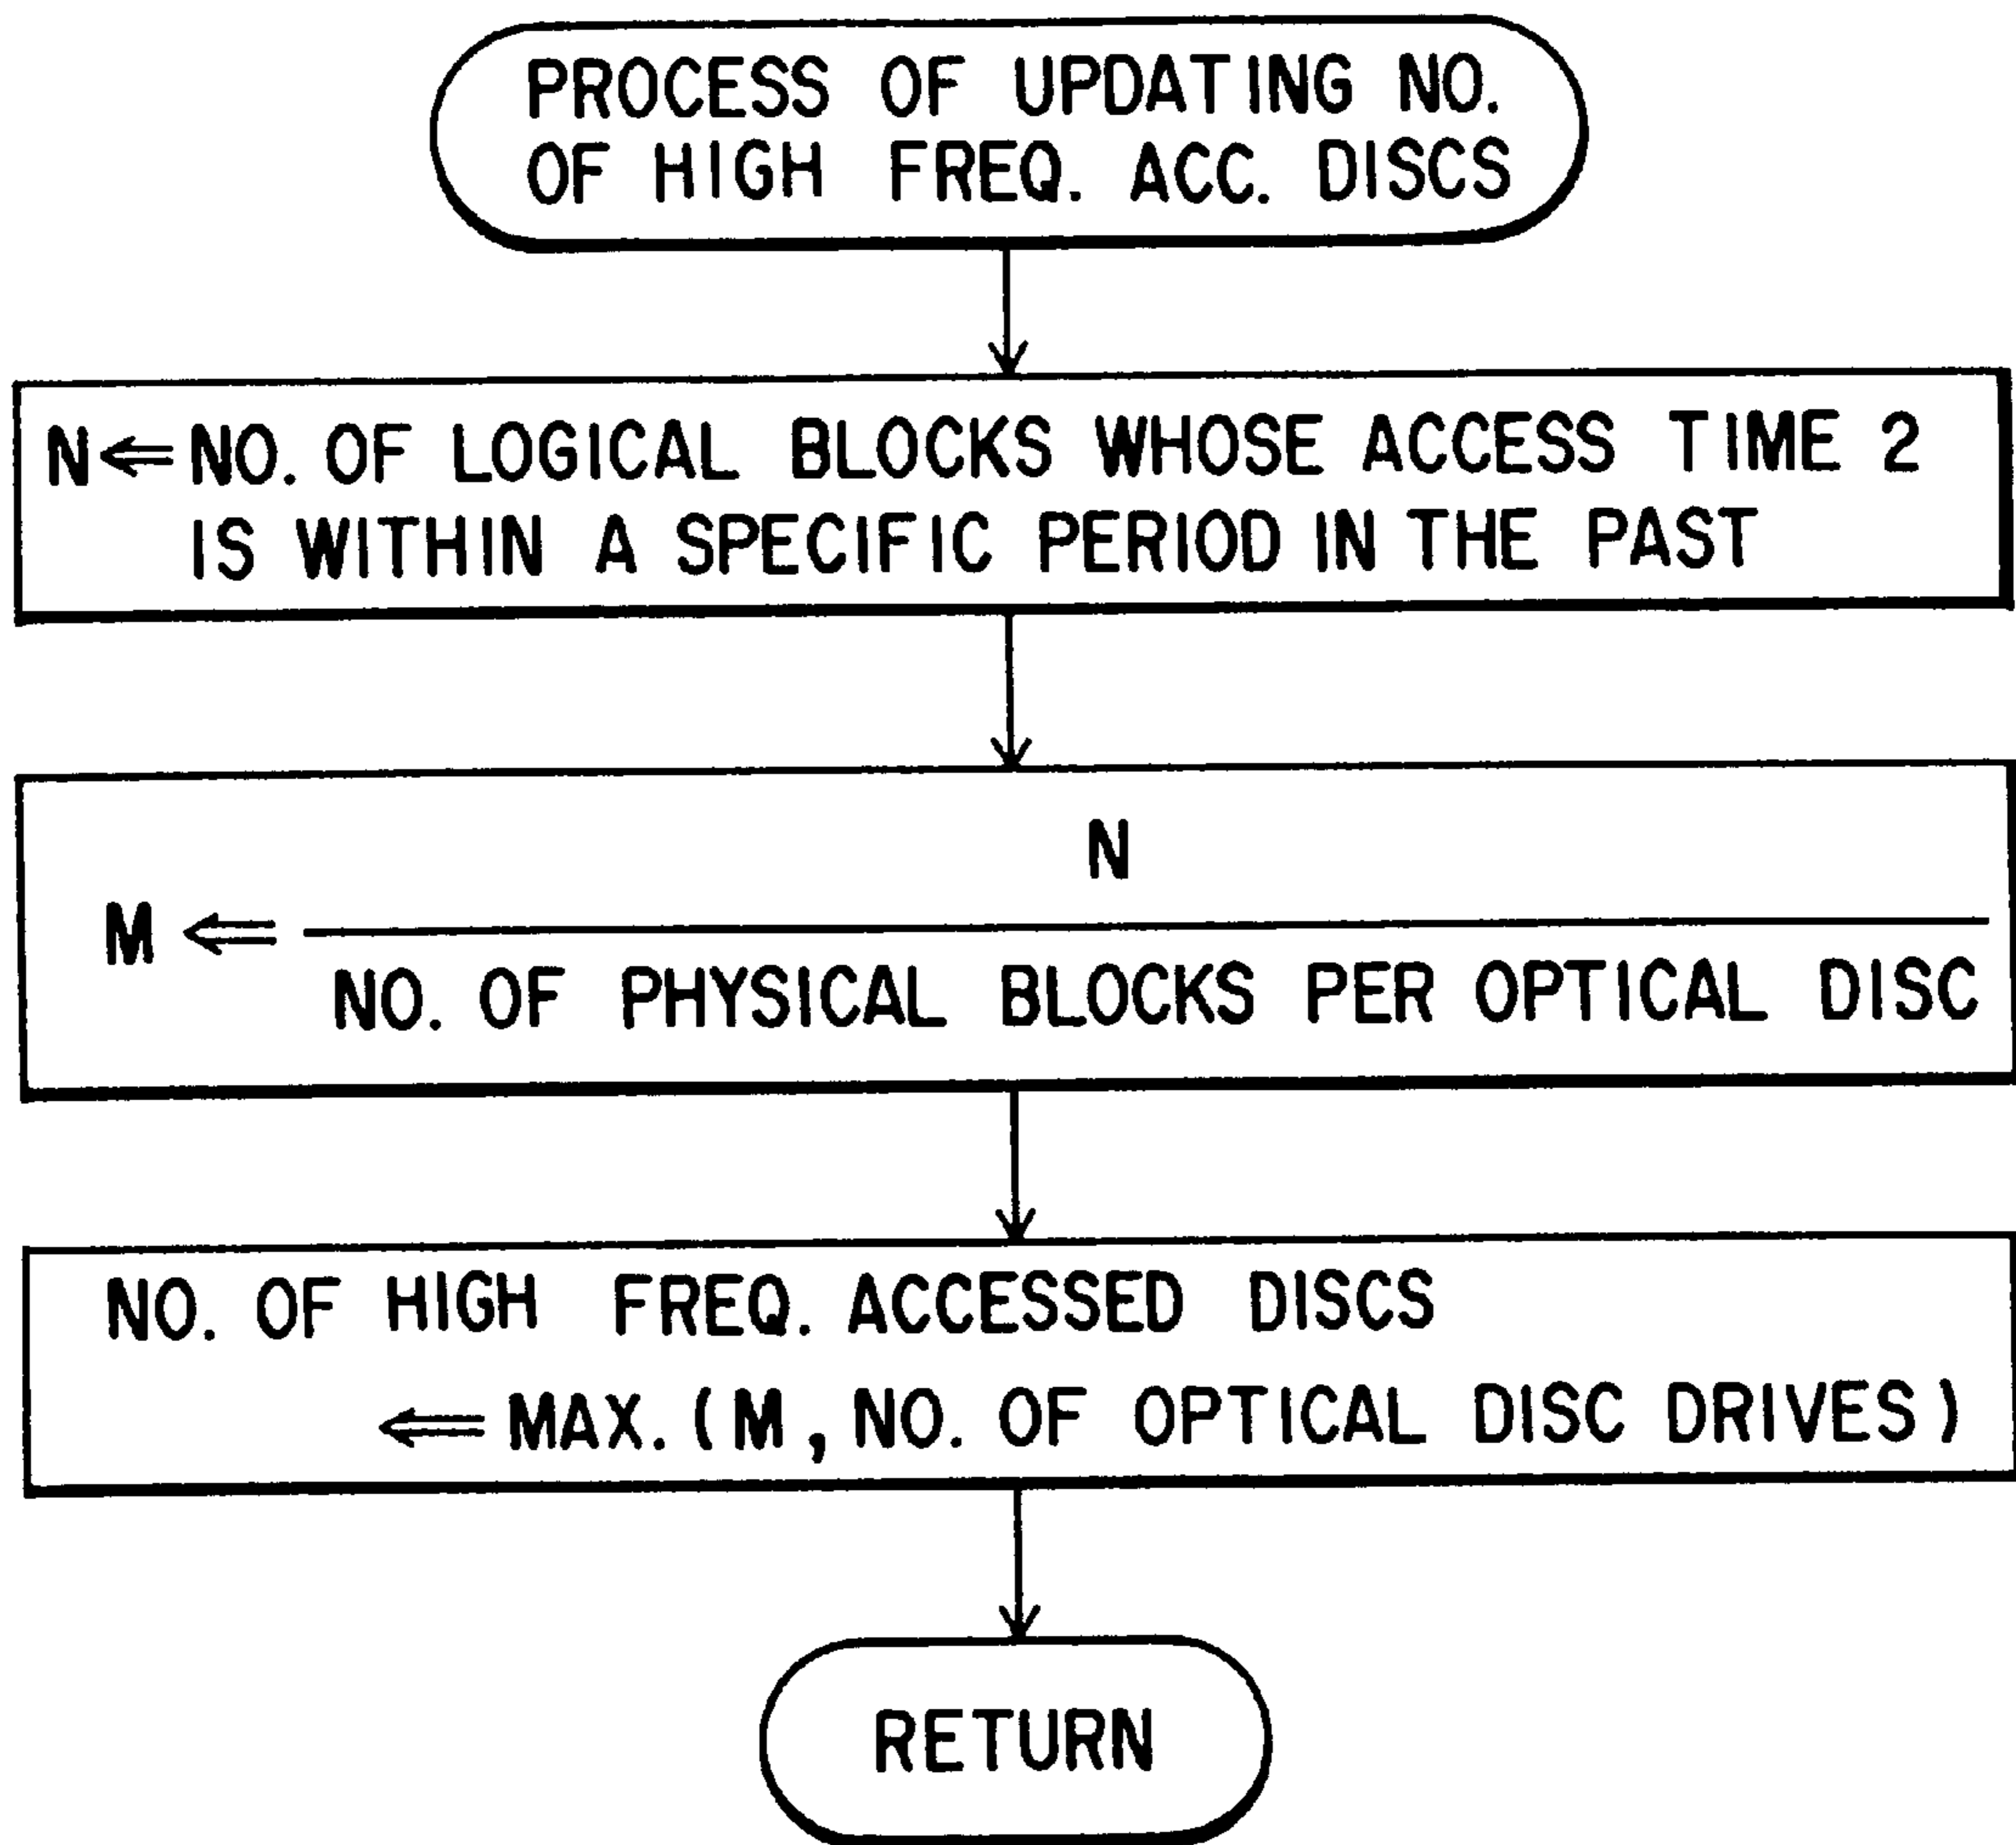 PROCESS OF UPDATING NO.
OF HIGH FREQ. ACC. DISCS
N⇐NO. OF LOGICAL BLOCKS WHOSE ACCESS TIME 2
IS WITHIN A SPECIFIC PERIOD IN THE PAST
N
M ⇐
NO. OF PHYSICAL BLOCKS PER OPTICAL DISC
NO. OF HIGH FREQ. ACCESSED DISCS
⇐ MAX. (M, NO. OF OPTICAL DISC DRIVES)
RETURN